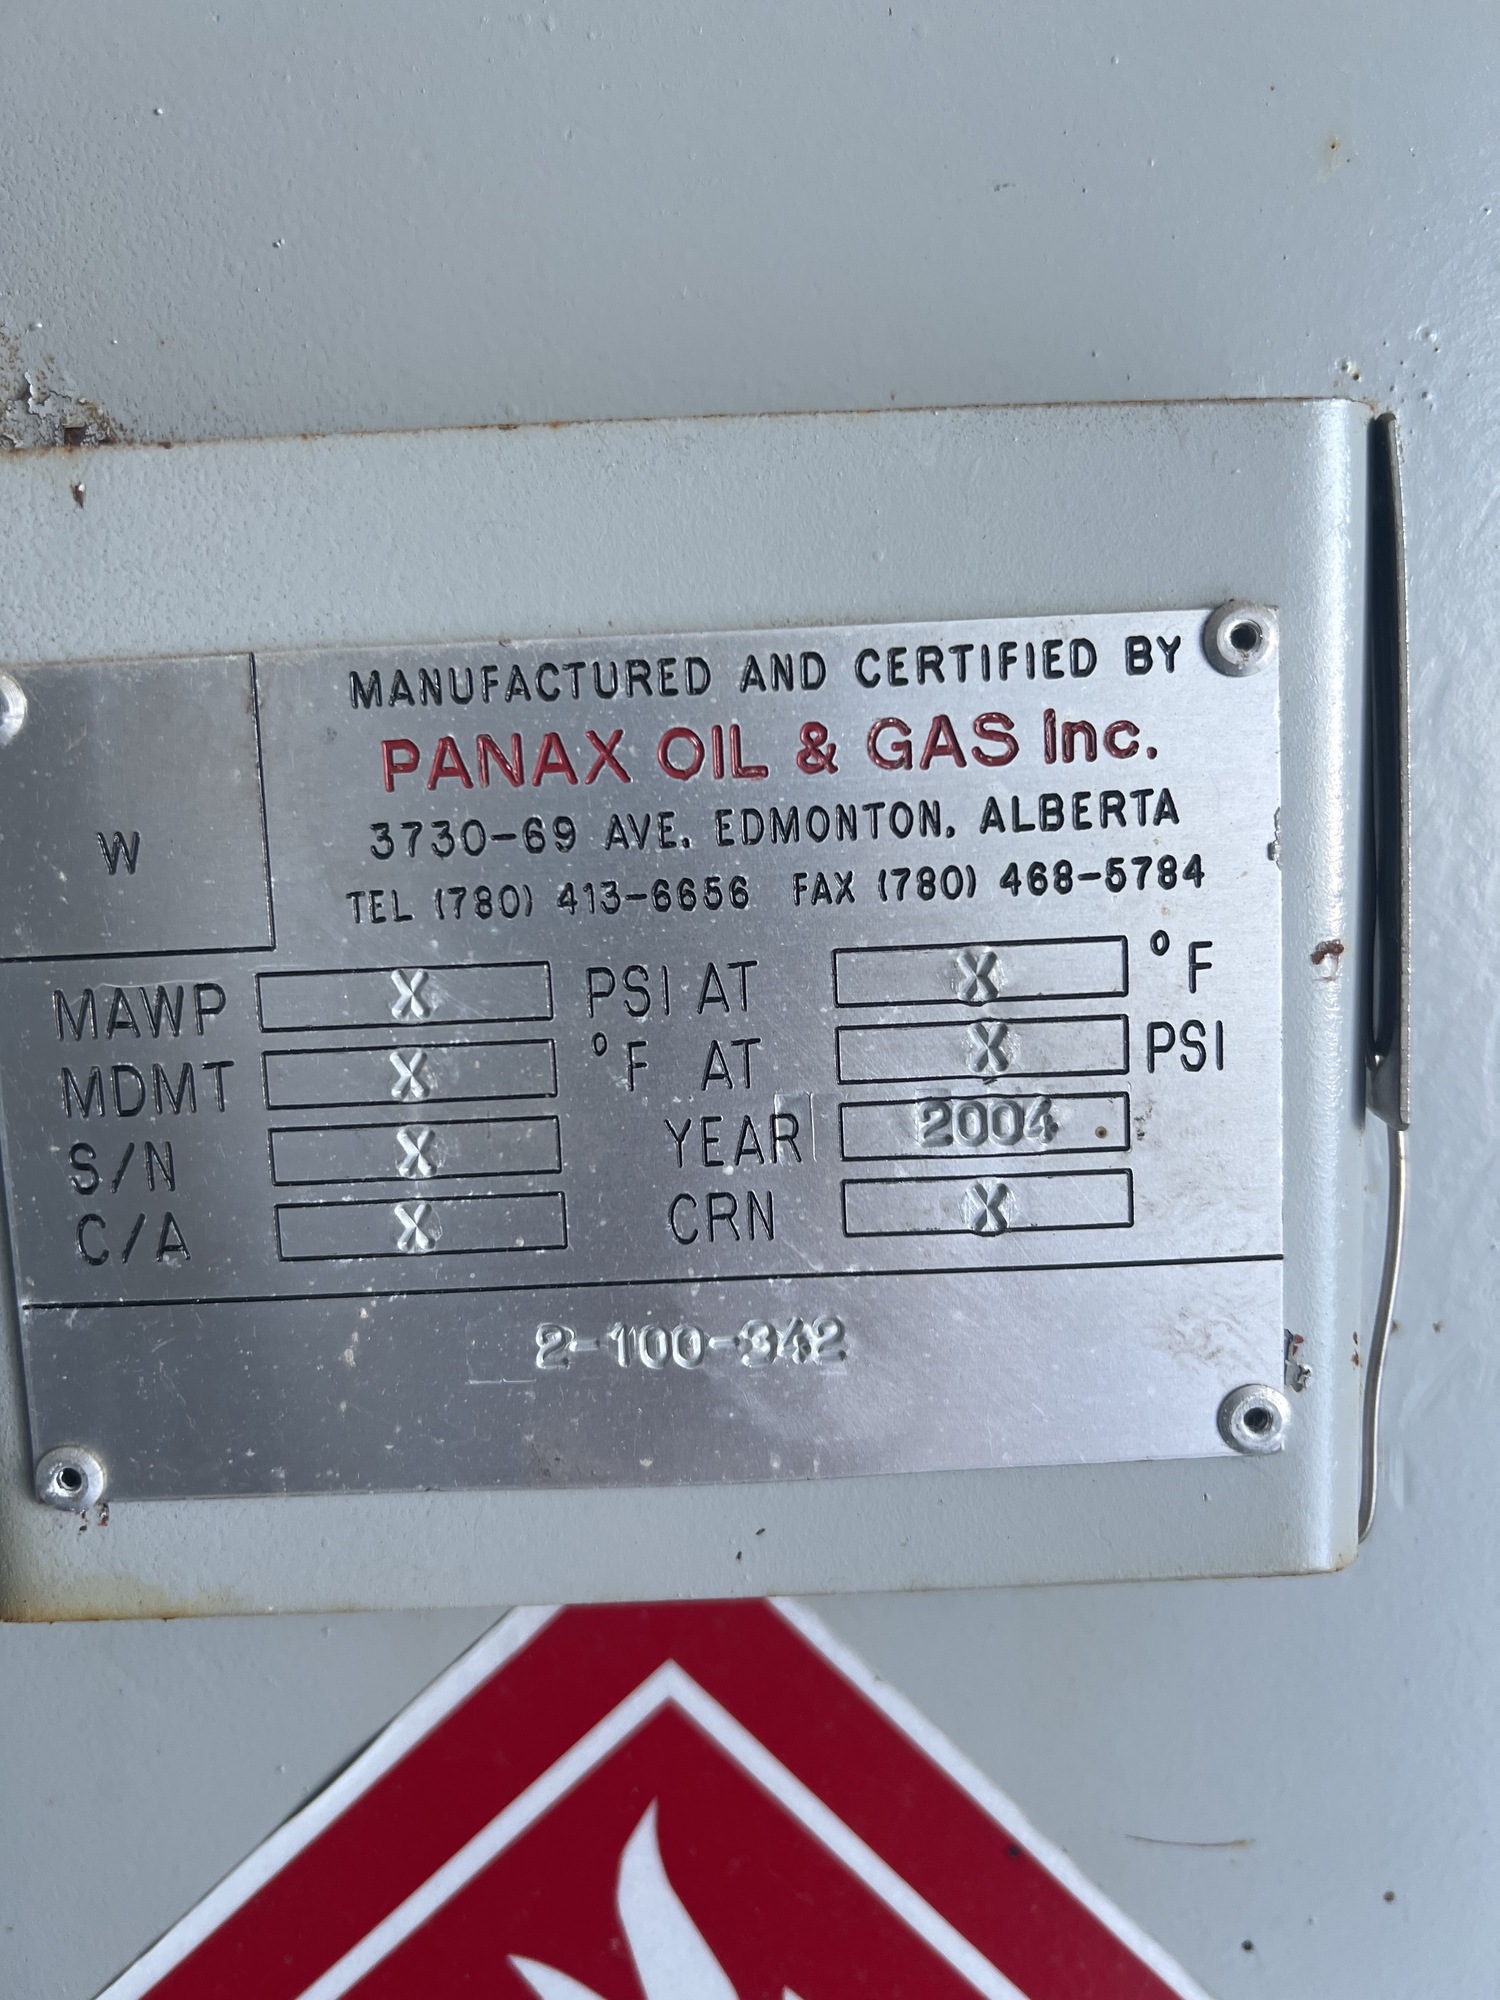 MANUFACTURED AND CERTIFIED BY
PANAX OIL & GAS Inc.
3730-69 AVE. EDMONTON, ALBERTA
TEL (780) 413-6656 FAX (780) 468-5784
W
MAWP X PSI AT X °F
MDMT X °F AT X PSI
S/N X YEAR 2004
C/A X CRN X
2-100-342